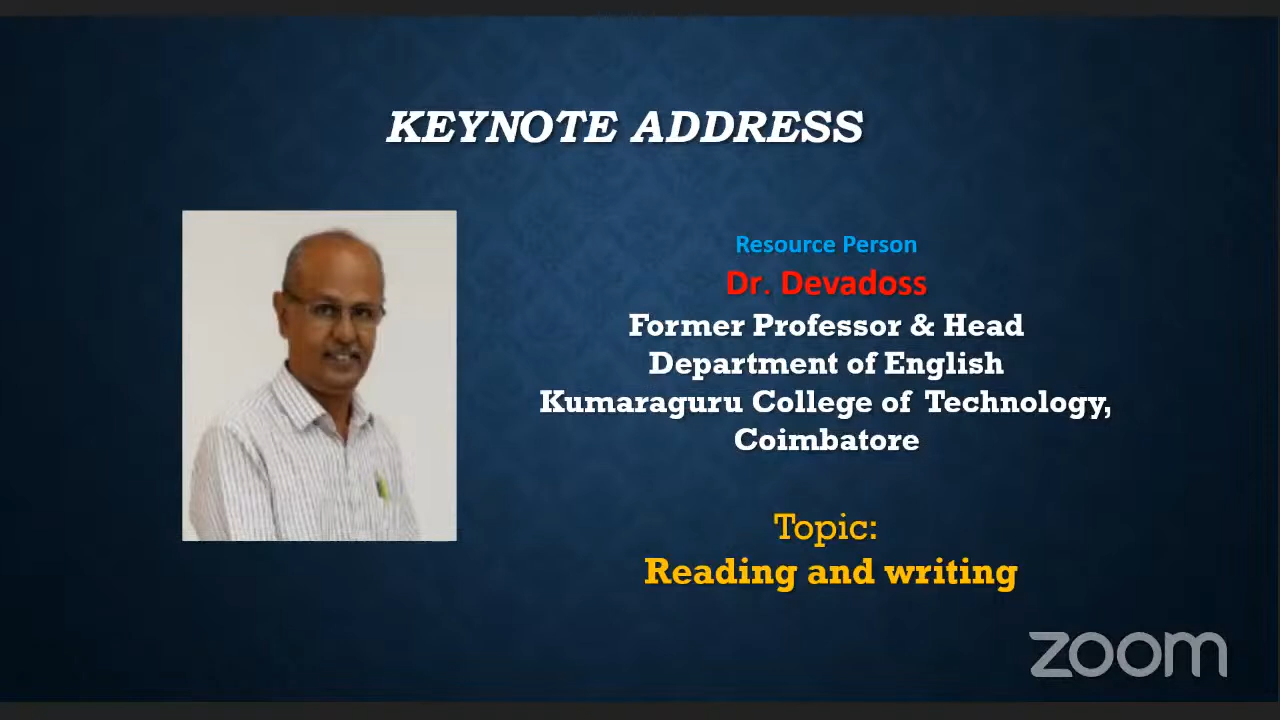 KEYNOTE ADDRESS
Resource Person
Dr. Devadoss
Former Professor & Head
Department of English
Kumaraguru College of Technology,
Coimbatore
Topic:
Reading and writing
zoom